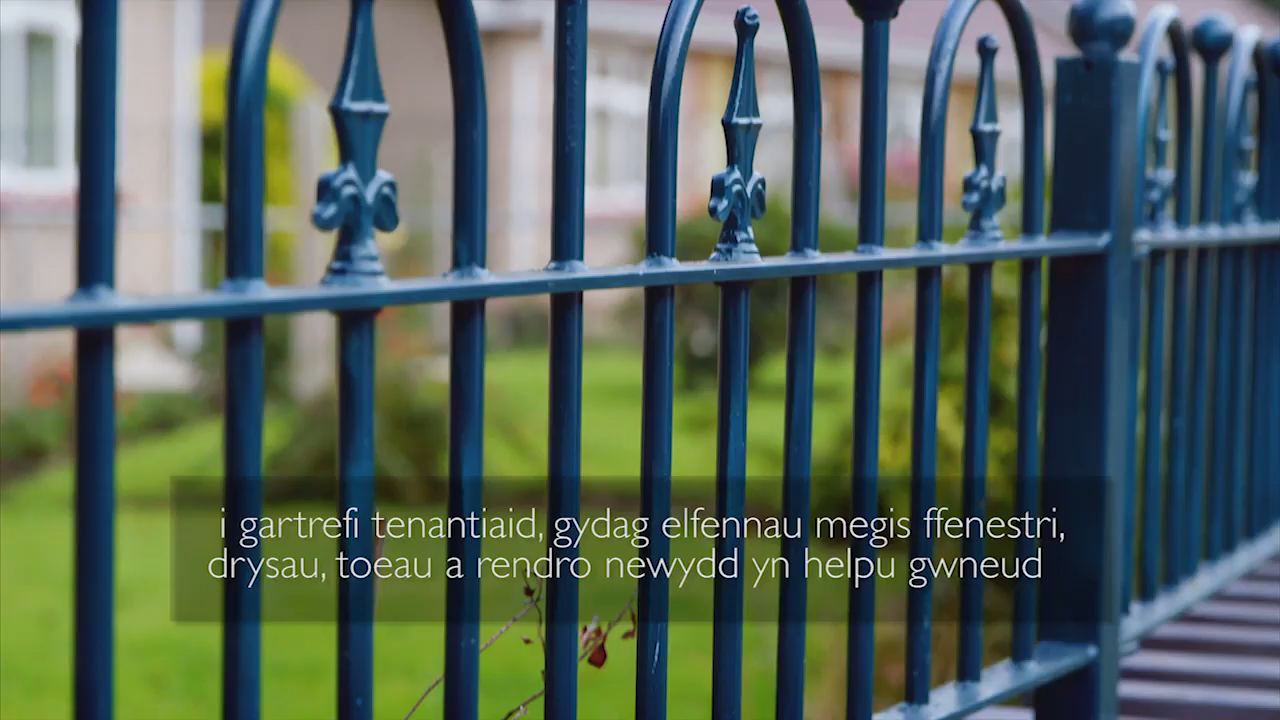 i gartrefi tenantiaid, gydag elfennau megis ffenestri,
drysau, toeau a rendro newydd yn helpu gwneud